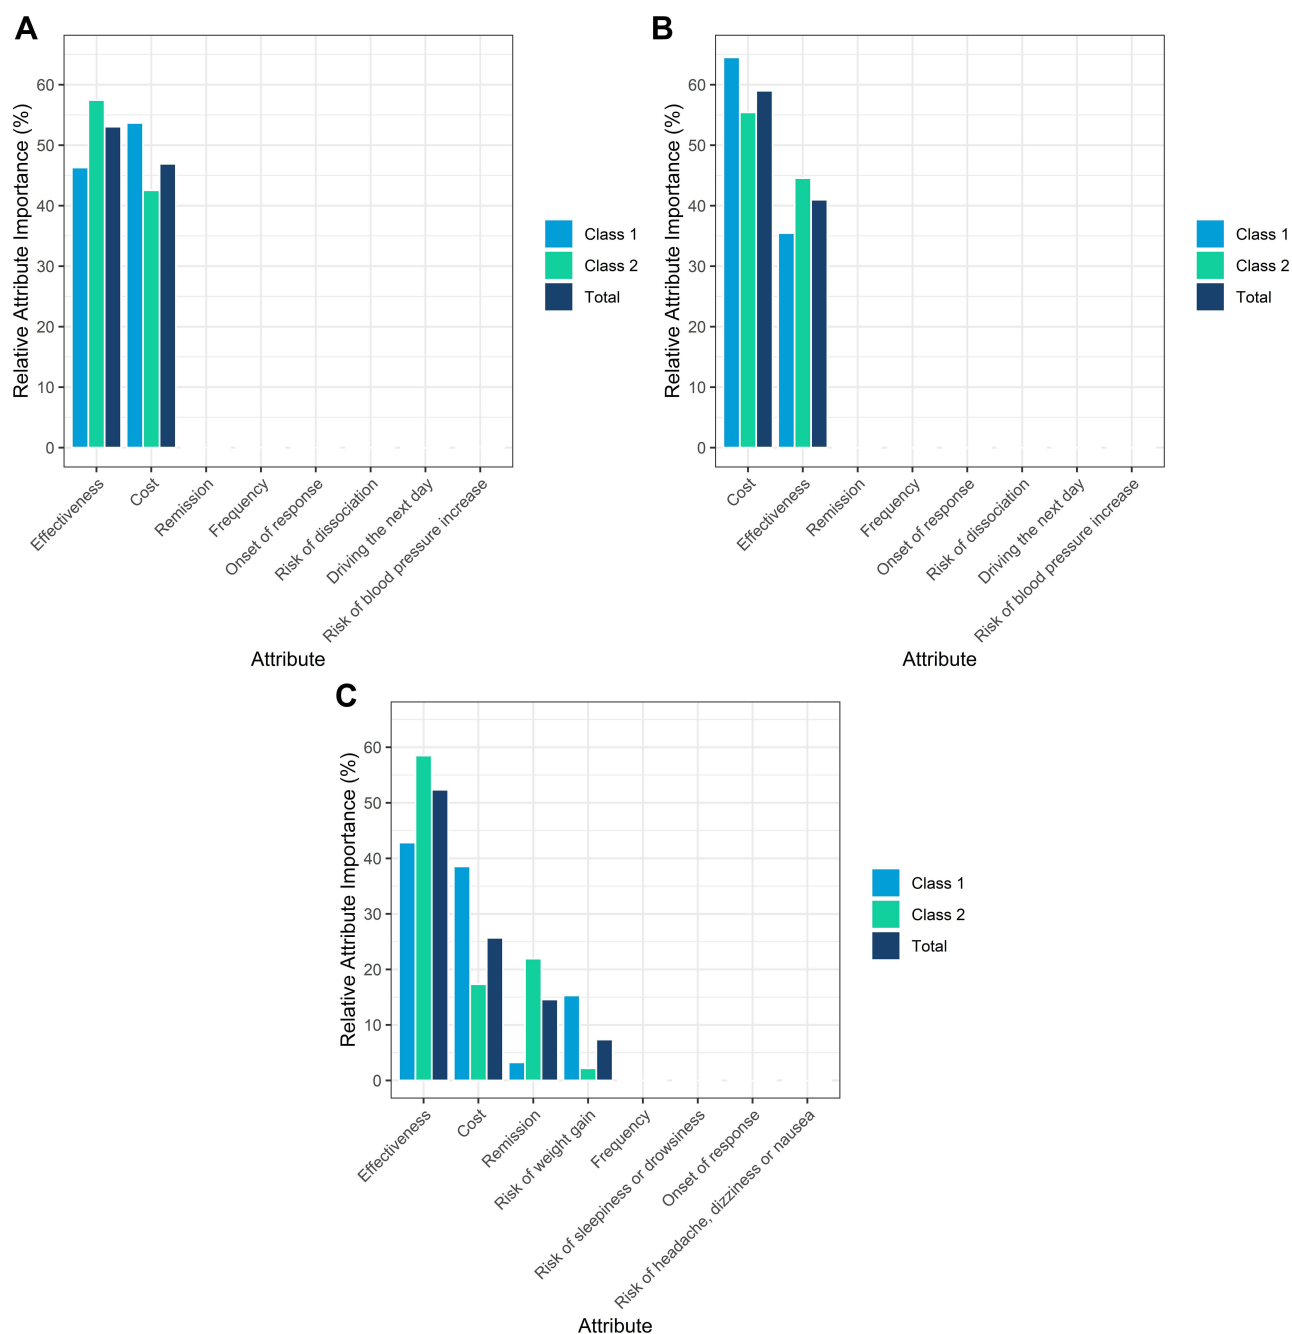 A
Relative Attribute Importance (%)
60
50
40
30
20
10
0
Effectiveness
Cost
Remission
Frequency
Onset of response
Risk of dissociation
Driving the next day
Risk of blood pressure increase
Attribute
Class 1
Class 2
Total
B
Relative Attribute Importance (%)
60
50
40
30
20
10
0
Cost
Effectiveness
Remission
Frequency
Onset of response
Risk of dissociation
Driving the next day
Risk of blood pressure increase
Attribute
Class 1
Class 2
Total
C
Relative Attribute Importance (%)
60
50
40
30
20
10
0
Effectiveness
Cost
Remission
Risk of weight gain
Frequency
Risk of sleepiness or drowsiness
Onset of response
Risk of headache, dizziness or nausea
Attribute
Class 1
Class 2
Total